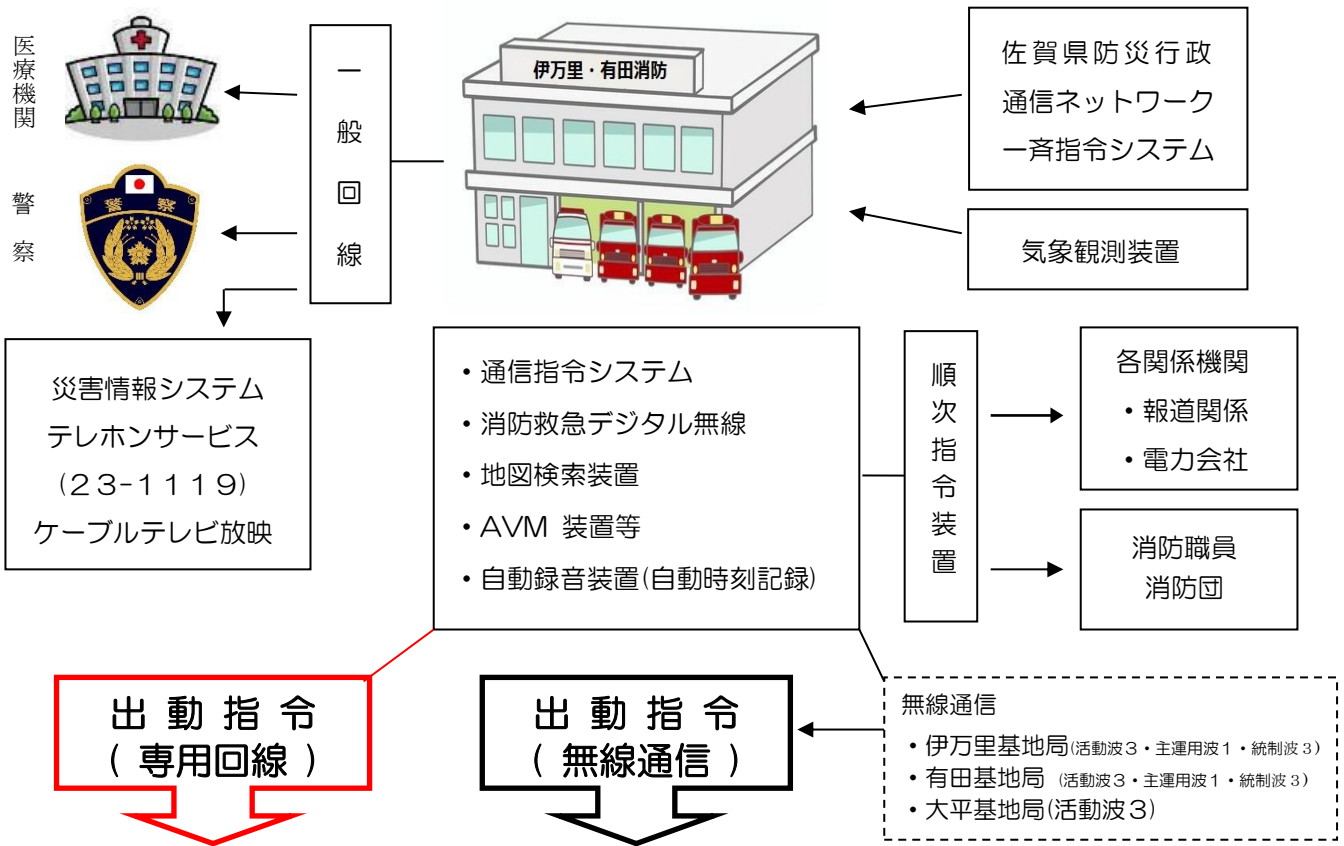 医療機関
警察
警察
一般回線
伊万里・有田消防
佐賀県防災行政
通信ネットワーク
一斉指令システム
気象観測装置
災害情報システム
テレホンサービス
(２３-１１１９)
ケーブルテレビ放映
・通信指令システム
・消防救急デジタル無線
・地図検索装置
・AVM 装置等
・自動録音装置(自動時刻記録)
順次指令装置
各関係機関
・報道関係
・電力会社
消防職員
消防団
出 動 指 令
( 専用回線 )
出 動 指 令
( 無線通信 )
無線通信
・伊万里基地局(活動波３・主運用波１・統制波３)
・有田基地局 (活動波３・主運用波１・統制波３)
・大平基地局(活動波３)